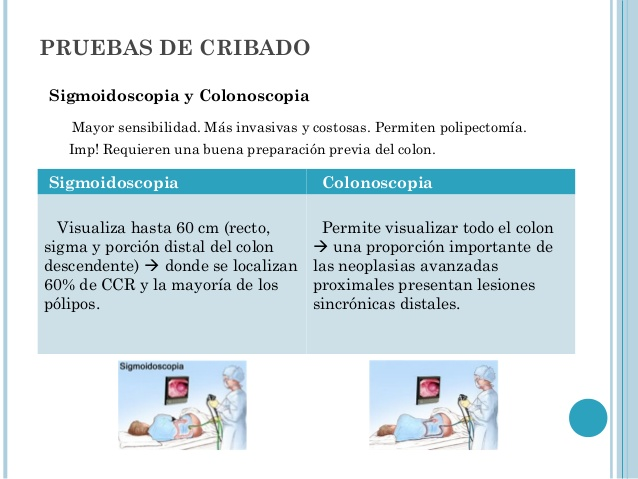 PRUEBAS DE CRIBADO
Sigmoidoscopia y Colonoscopia
Mayor sensibilidad. Más invasivas y costosas. Permiten polipectomía.
Imp! Requieren una buena preparación previa del colon.
Sigmoidoscopia
Visualiza hasta 60 cm (recto,
sigma y porción distal del colon
descendente) → donde se localizan
60% de CCR y la mayoría de los
pólipos.
Colonoscopia
Permite visualizar todo el colon
→ una proporción importante de
las neoplasias avanzadas
proximales presentan lesiones
sincrónicas distales.
Sigmoidoscopia